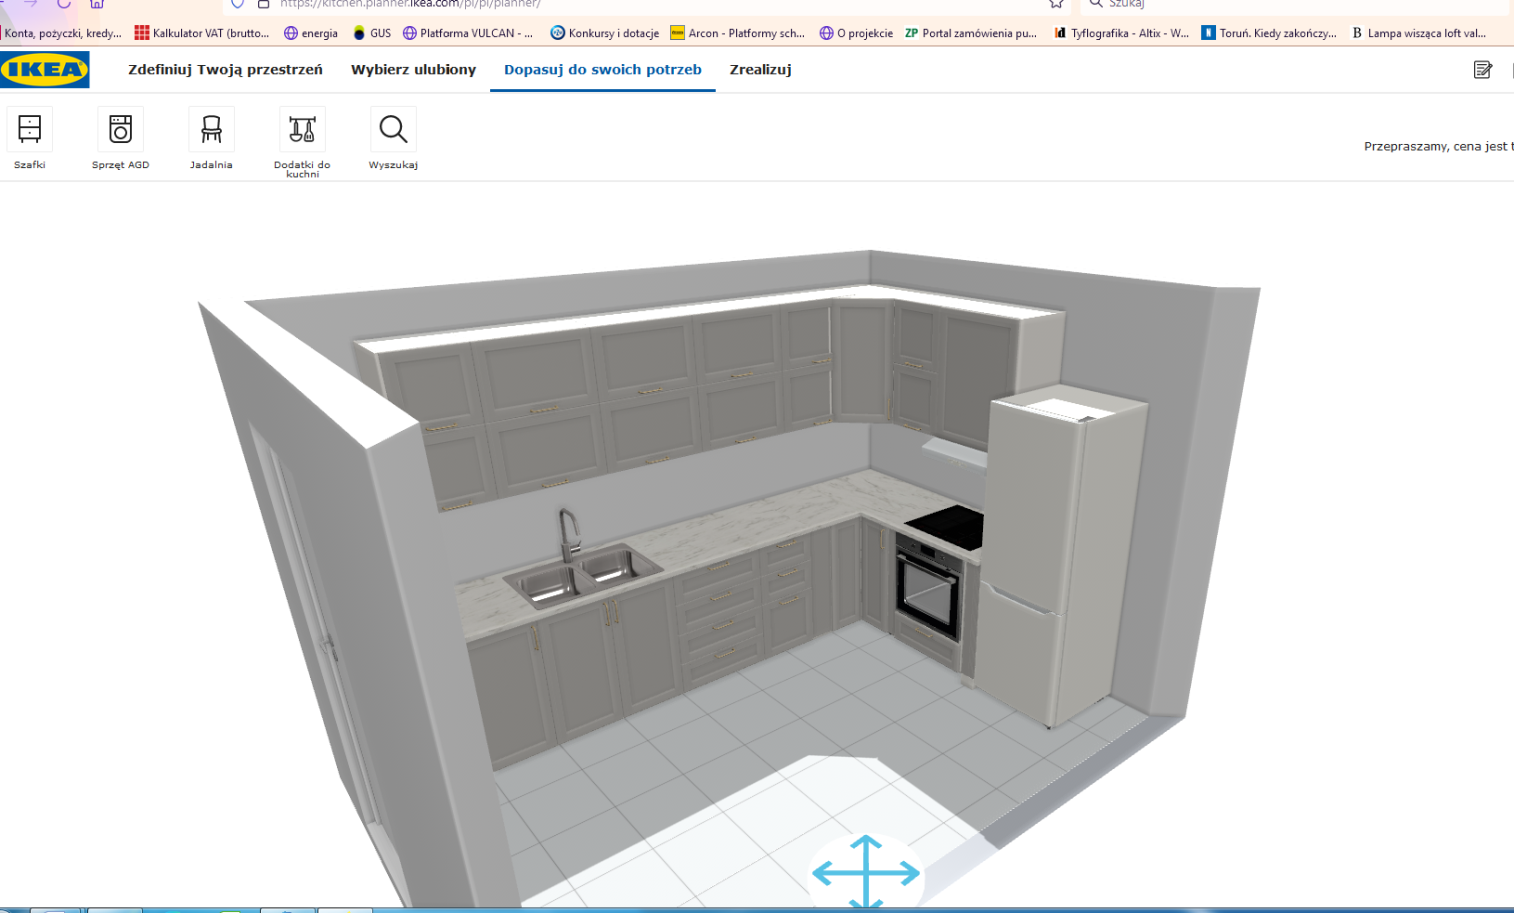 https://kitchen.planner.ikea.com/pl/pl/planner/
Szukaj
Konta, pożyczki, kredy...
Kalkulator VAT (brutto...
energia
GUS
Platforma VULCAN - ...
Konkursy i dotacje
Arcon - Platformy sch...
O projekcie
ZP Portal zamówienia pu...
Tyflografika - Altix - W...
Toruń. Kiedy zakończy...
B Lampa wisząca loft val...
IKEA
Zdefiniuj Twoją przestrzeń
Wybierz ulubiony
Dopasuj do swoich potrzeb
Zrealizuj
Szafki
Sprzęt AGD
Jadalnia
Dodatki do
kuchni
Wyszukaj
Przepraszamy, cena jest t